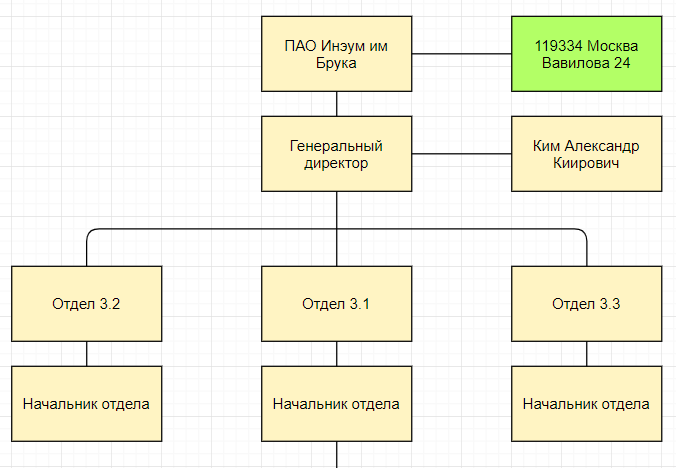 ПАО Инэум им
Брука
119334 Москва
Вавилова 24
Генеральный
директор
Ким Александр
Киирович
Отдел 3.2
Отдел 3.1
Отдел 3.3
Начальник отдела
Начальник отдела
Начальник отдела